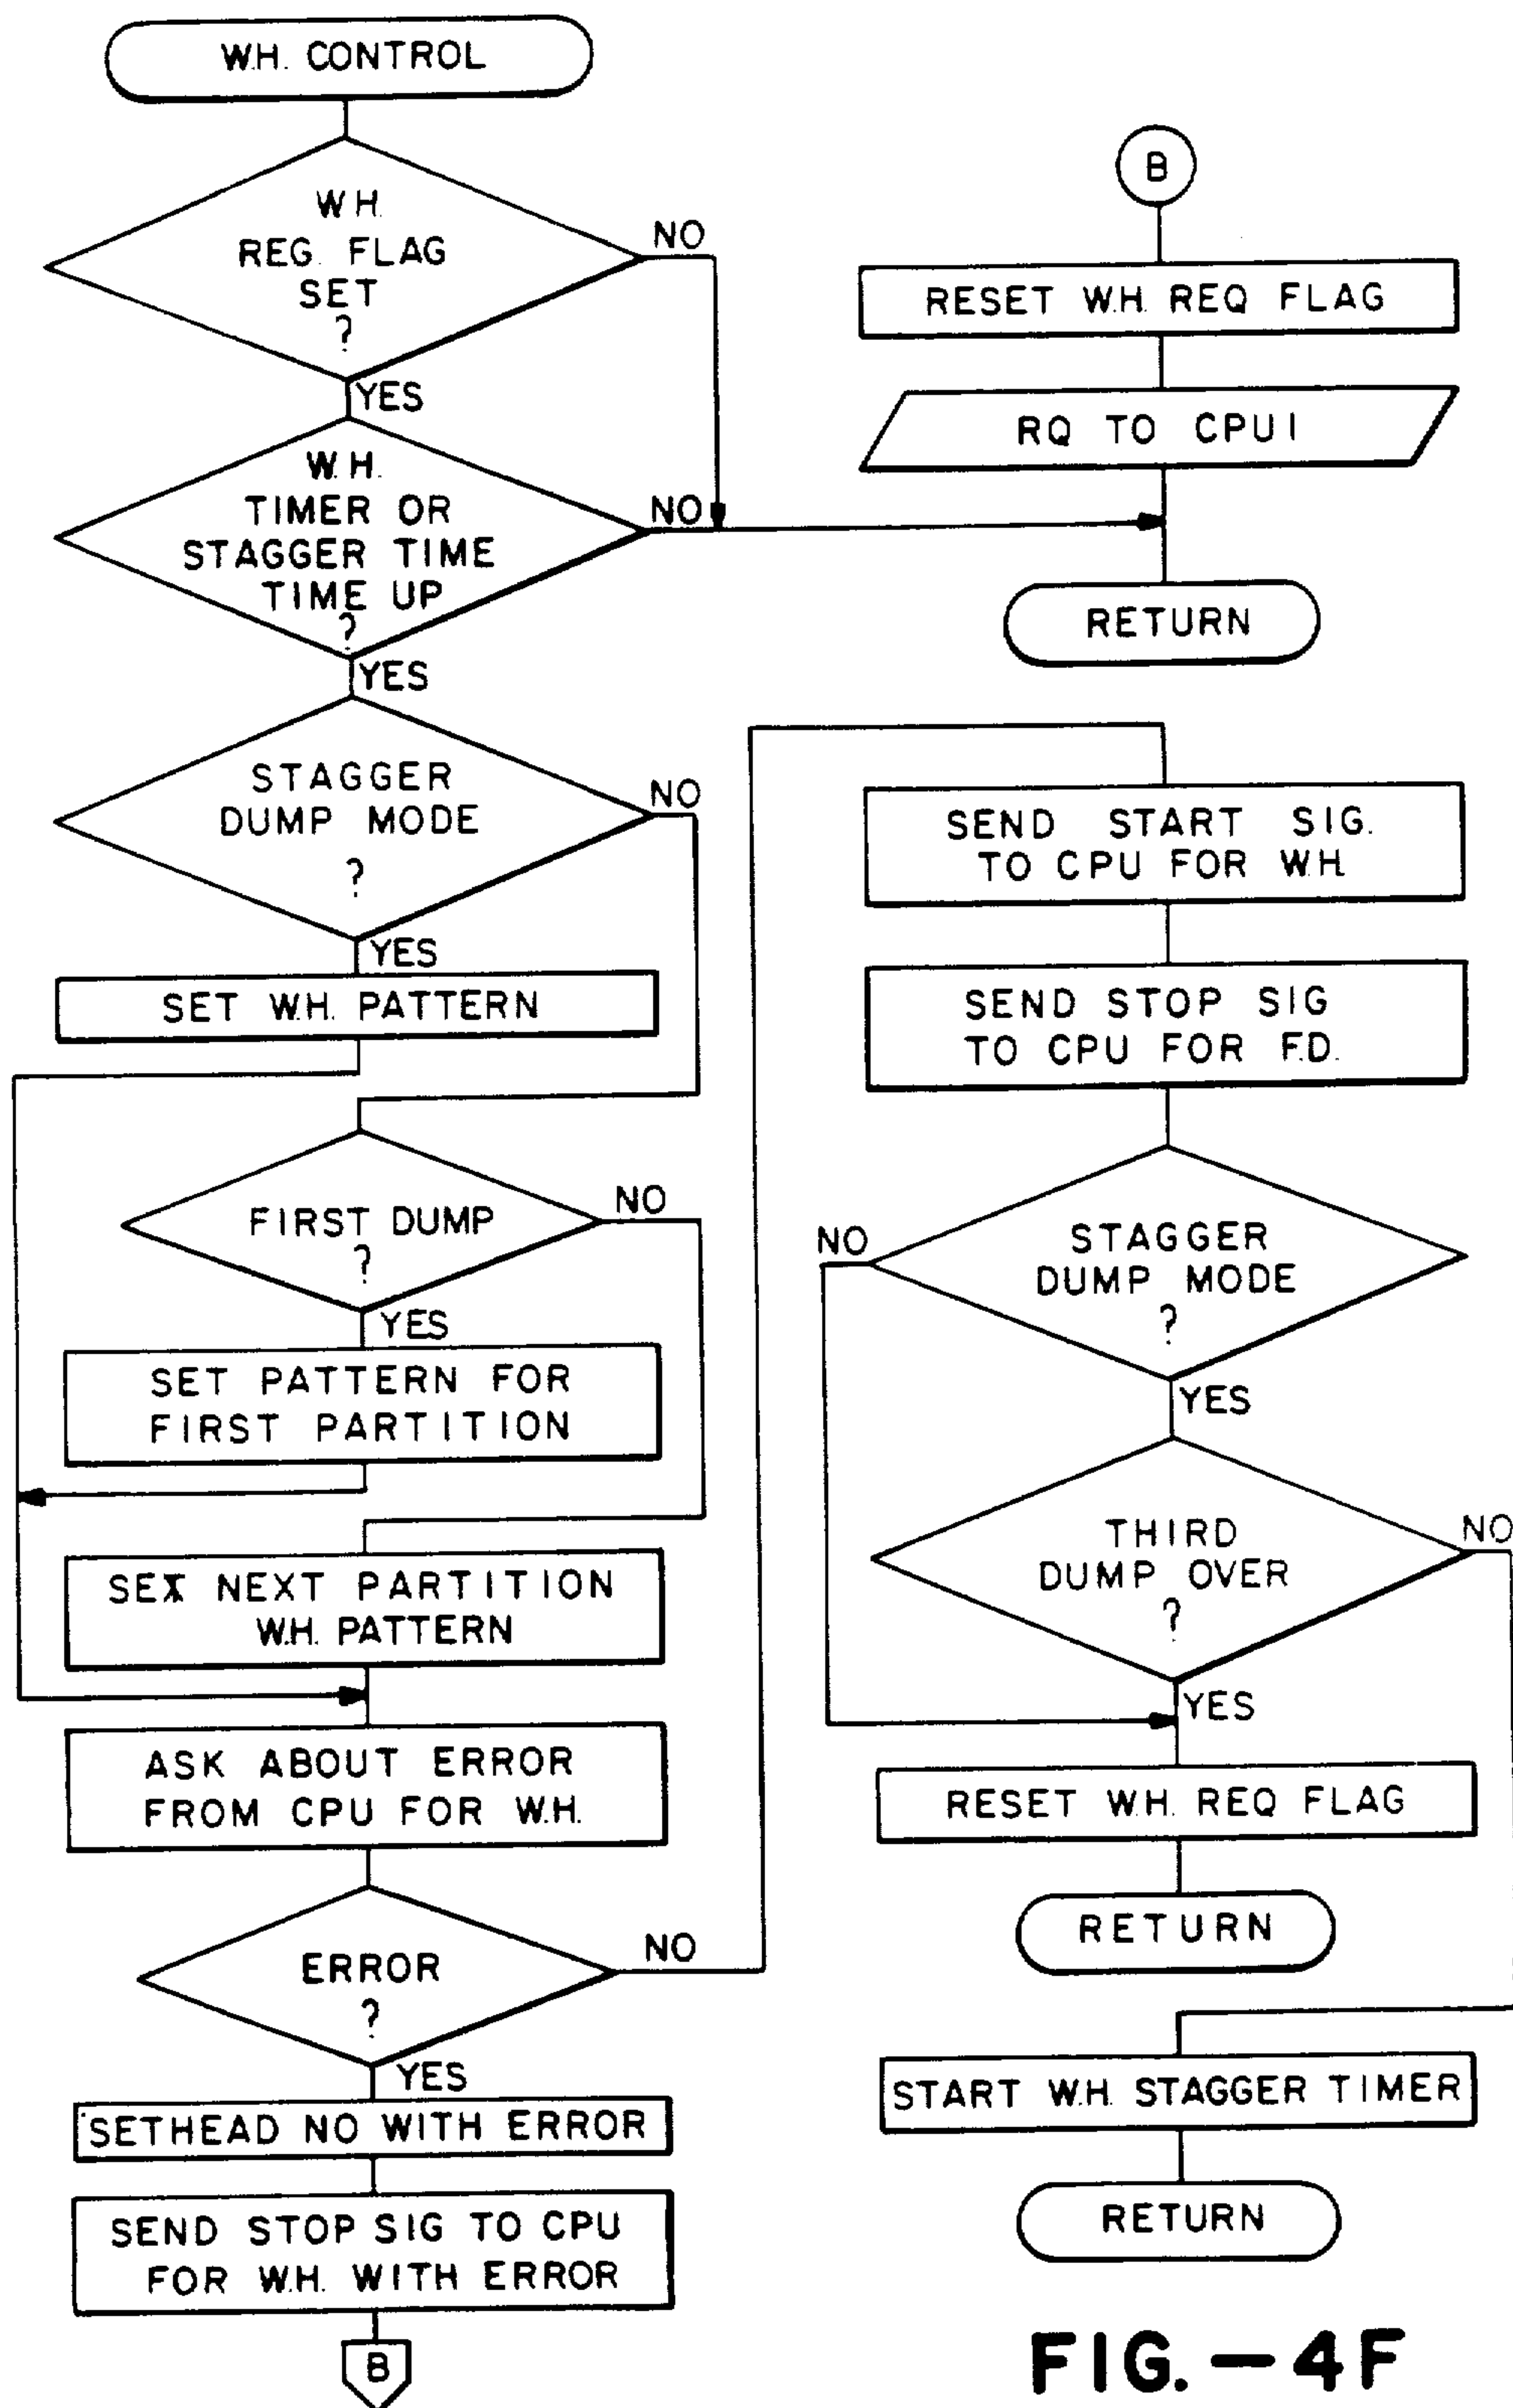 W.H. CONTROL
W.H.
REG. FLAG
SET
?
NO
YES
W.H.
TIMER OR
STAGGER TIME
TIME UP
?
NO
YES
STAGGER
DUMP MODE
?
NO
YES
SET W.H. PATTERN
FIRST DUMP
?
NO
YES
SET PATTERN FOR
FIRST PARTITION
SET NEXT PARTITION
W.H. PATTERN
ASK ABOUT ERROR
FROM CPU FOR W.H.
ERROR
?
NO
YES
SETHEAD NO WITH ERROR
SEND STOP SIG TO CPU
FOR W.H. WITH ERROR
B
B
RESET W.H. REQ FLAG
RQ TO CPU1
RETURN
SEND START SIG.
TO CPU FOR W.H.
SEND STOP SIG
TO CPU FOR F.D.
STAGGER
DUMP MODE
?
NO
YES
THIRD
DUMP OVER
?
NO
YES
RESET W.H. REQ FLAG
RETURN
START W.H. STAGGER TIMER
RETURN
FIG.-4F